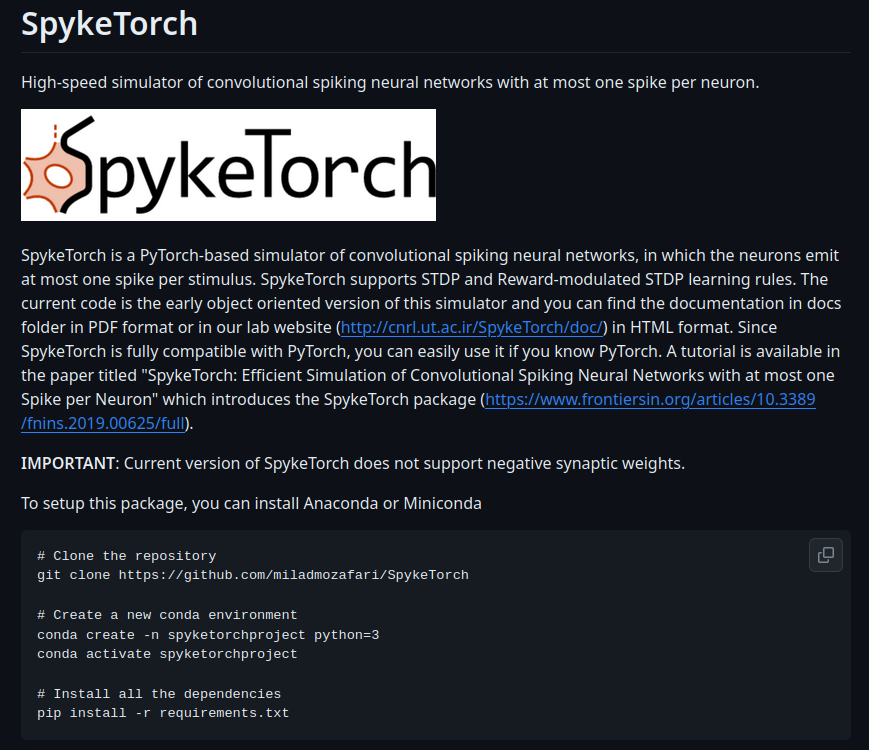 SpykeTorch
High-speed simulator of convolutional spiking neural networks with at most one spike per neuron.
SpykeTorch
SpykeTorch is a PyTorch-based simulator of convolutional spiking neural networks, in which the neurons emit
at most one spike per stimulus. SpykeTorch supports STDP and Reward-modulated STDP learning rules. The
current code is the early object oriented version of this simulator and you can find the documentation in docs
folder in PDF format or in our lab website (http://cnrl.ut.ac.ir/SpykeTorch/doc/) in HTML format. Since
SpykeTorch is fully compatible with PyTorch, you can easily use it if you know PyTorch. A tutorial is available in
the paper titled "SpykeTorch: Efficient Simulation of Convolutional Spiking Neural Networks with at most one
Spike per Neuron" which introduces the SpykeTorch package (https://www.frontiersin.org/articles/10.3389
/fnins.2019.00625/full).
IMPORTANT: Current version of SpykeTorch does not support negative synaptic weights.
To setup this package, you can install Anaconda or Miniconda
# Clone the repository
git clone https://github.com/miladmozafari/SpykeTorch
# Create a new conda environment
conda create -n spyketorchproject python=3
conda activate spyketorchproject
# Install all the dependencies
pip install -r requirements.txt